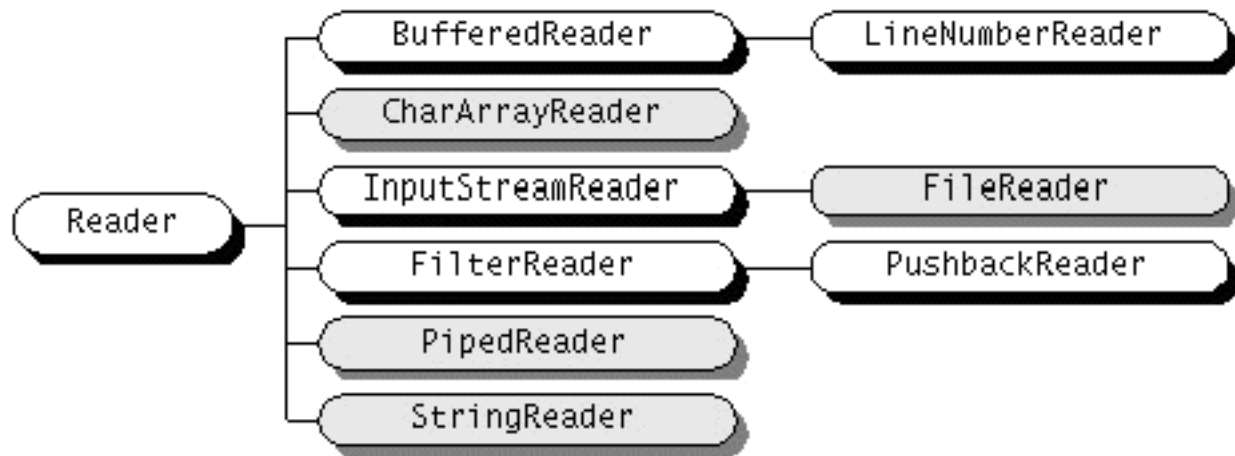 BufferedReader
LineNumberReader
CharArrayReader
InputStreamReader
FileReader
Reader
FilterReader
PushbackReader
PipedReader
StringReader